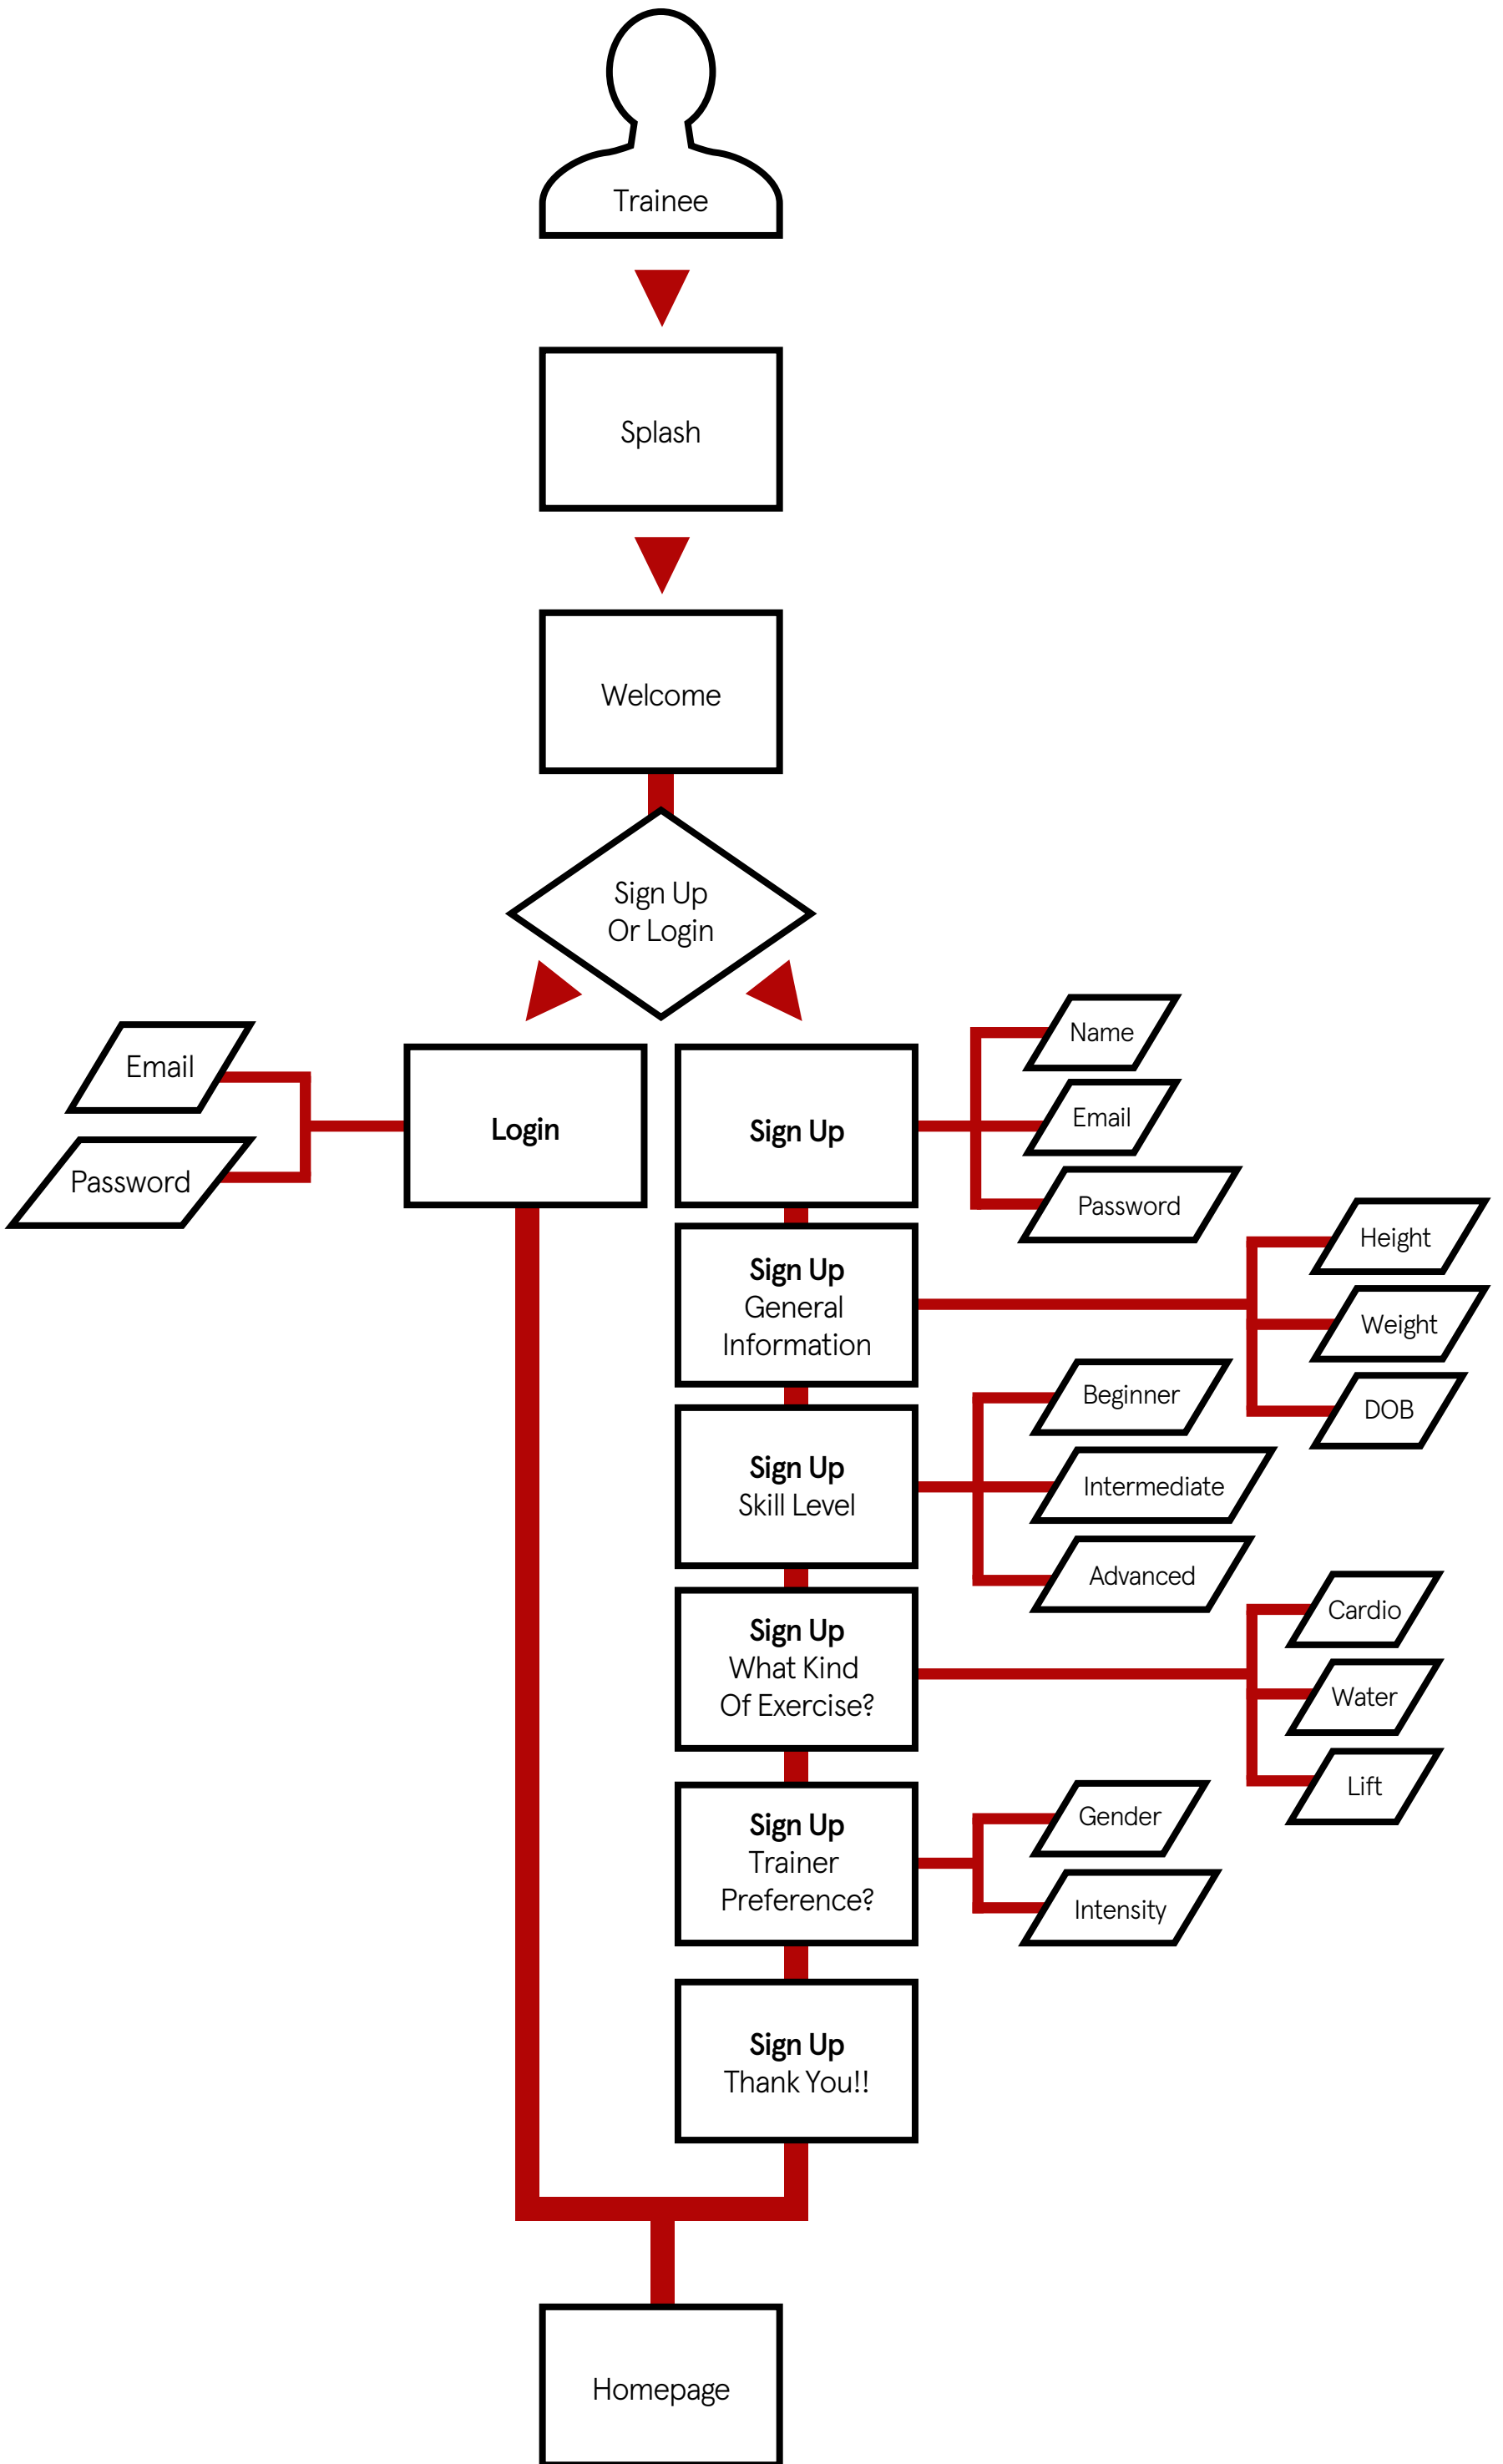 Trainee
Splash
Welcome
Sign Up
Or Login
Email
Password
Login
Sign Up
Name
Email
Password
Sign Up
General
Information
Height
Weight
DOB
Sign Up
Skill Level
Beginner
Intermediate
Advanced
Sign Up
What Kind
Of Exercise?
Cardio
Water
Lift
Sign Up
Trainer
Preference?
Gender
Intensity
Sign Up
Thank You!!
Homepage